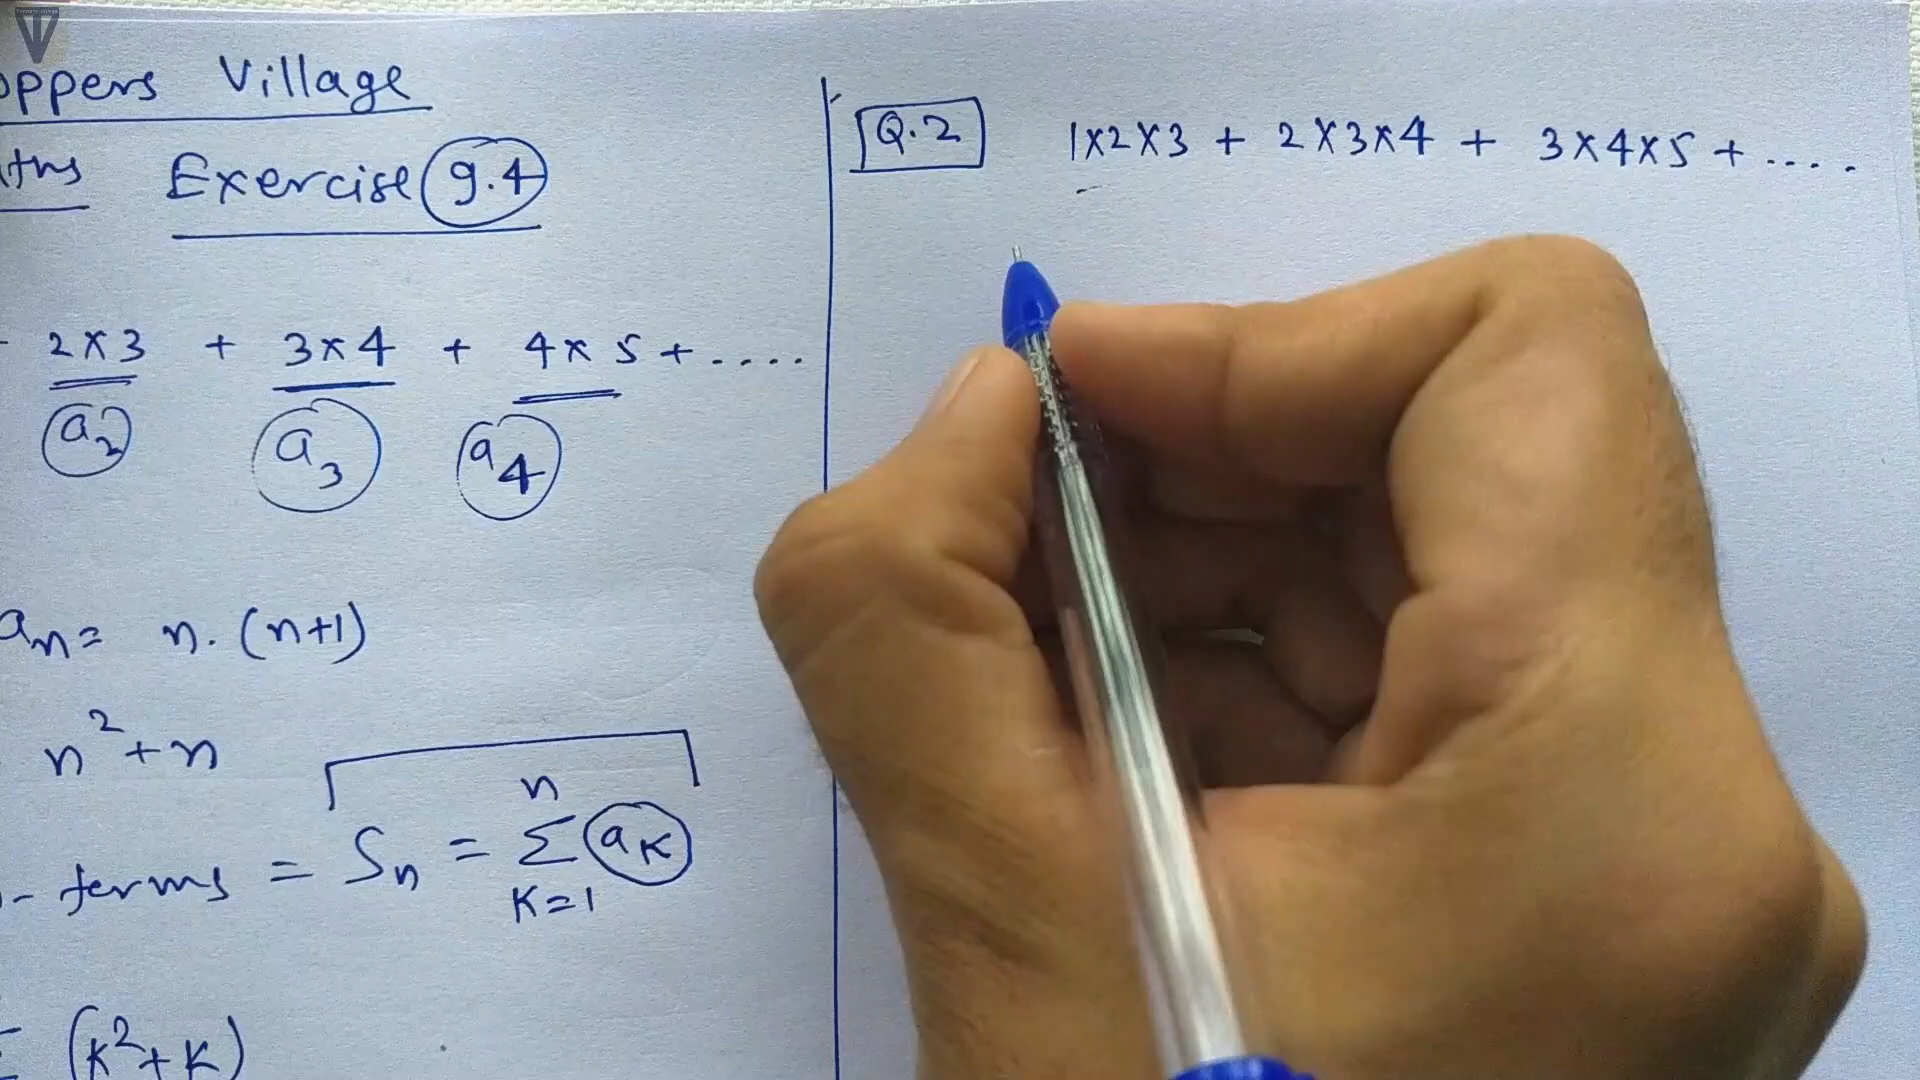 Village
Exercise 9.4
2×3 + 3×4 + 4×5+....
a₂ a₃ a₄
aₙ= n.(n+1)
n²+n
terms = Sₙ = n Σ K=1 aK
(K²+K)
Q.2 1×2×3 + 2×3×4 + 3×4×5 +....